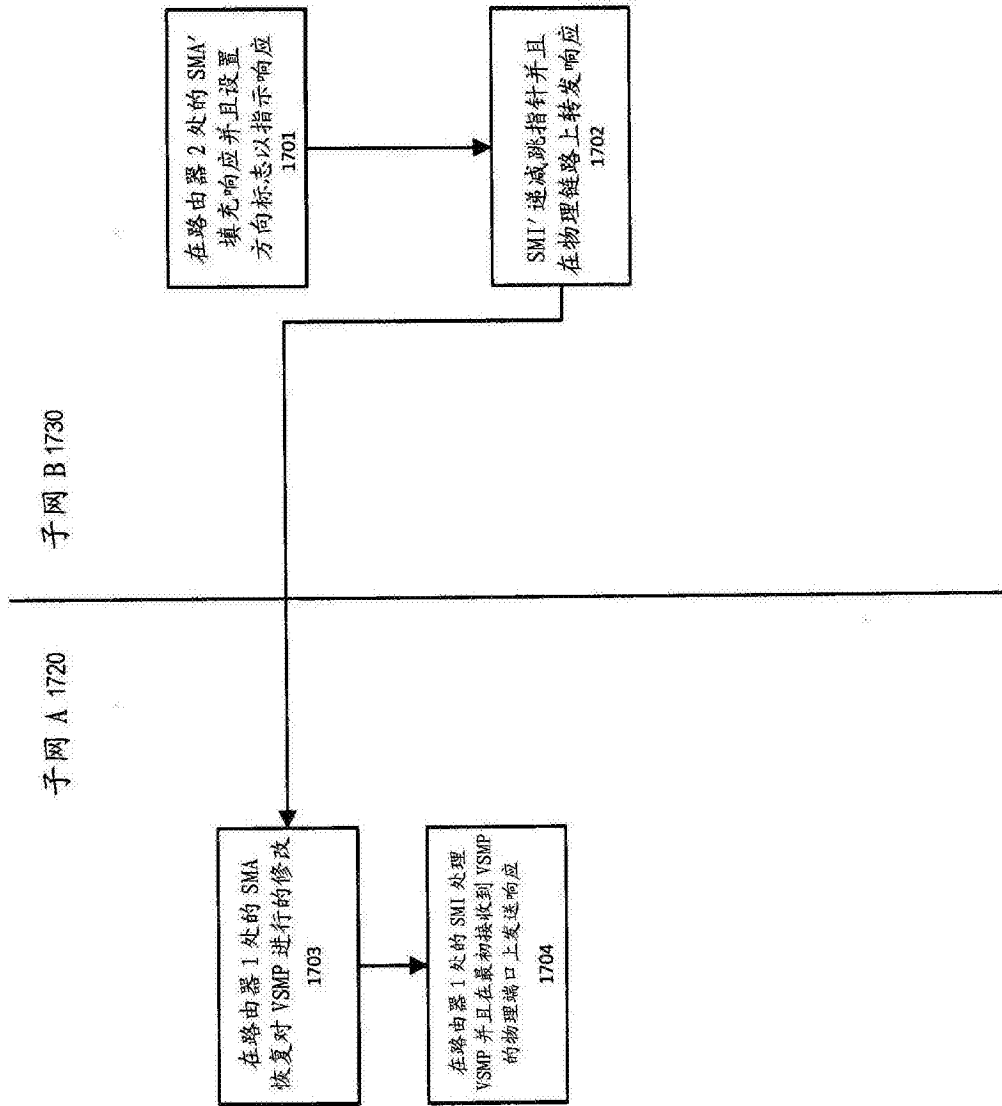 子网 A 1720
子网 B 1730
在路由器 2 处的 SMA'
填充响应并且设置
方向标志以指示响应
1701
SMI' 递减跳指针并且
在物理链路上转发响应
1702
在路由器 1 处的 SMA
恢复对 VSMP 进行的修改
1703
在路由器 1 处的 SMI 处理
VSMP 并且在最初接收到 VSMP
的物理端口上发送响应
1704